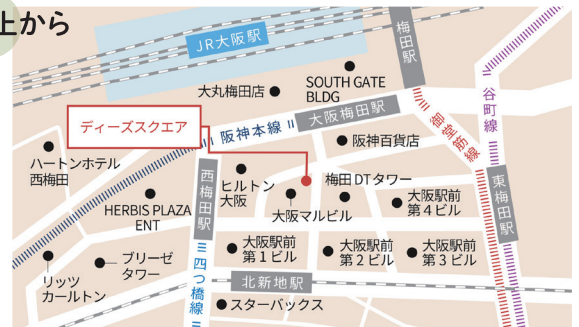 上から
JR大阪駅
梅田駅
谷町線
大丸梅田店
SOUTH GATE
BLDG
ディーズスクエア
阪神本線
大阪梅田駅
御堂筋線
阪神百貨店
ハートンホテル
西梅田
西梅田駅
ヒルトン
大阪
梅田DTタワー
東梅田駅
HERBIS PLAZA
ENT
大阪マルビル
大阪駅前
第4ビル
リッツ
カールトン
ブリーゼ
タワー
四つ橋線
大阪駅前
第1ビル
大阪駅前
第2ビル
大阪駅前
第3ビル
北新地駅
スターバックス